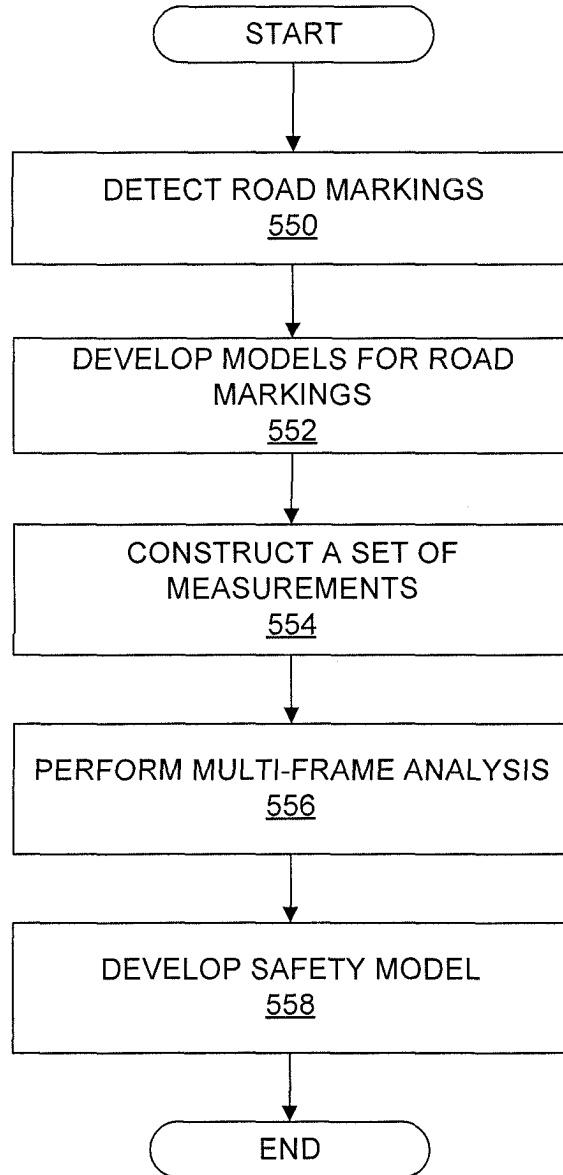 START
DETECT ROAD MARKINGS
550
DEVELOP MODELS FOR ROAD
MARKINGS
552
CONSTRUCT A SET OF
MEASUREMENTS
554
PERFORM MULTI-FRAME ANALYSIS
556
DEVELOP SAFETY MODEL
558
END